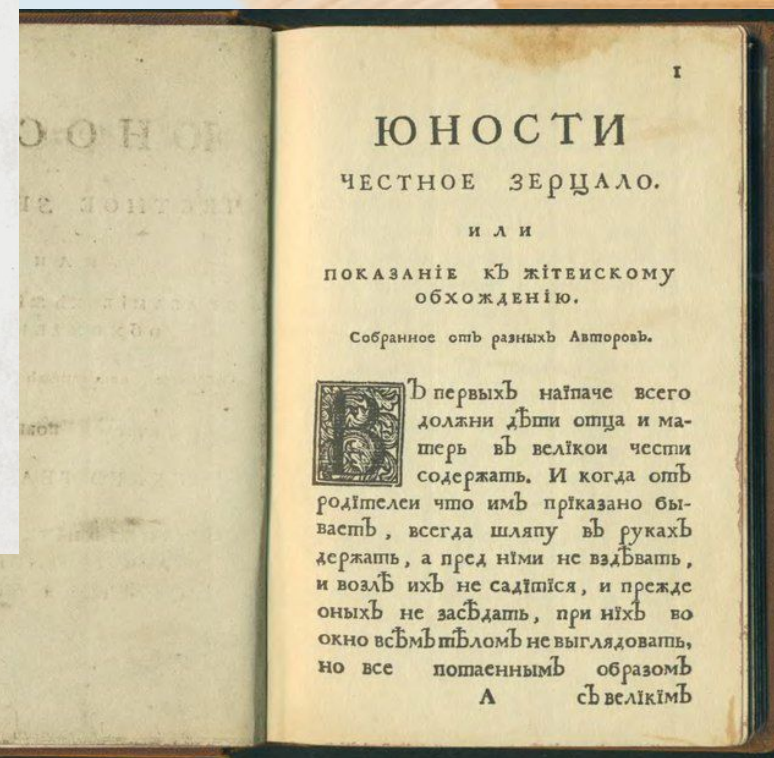 1
ЮНОСТИ
ЧЕСТНОЕ ЗЕРЦАЛО.
ИЛИ
ПОКАЗАНІЕ КЪ ЖІТЕИСКОМУ
ОБХОЖДЕНІЮ.
Собранное отъ разныхъ Авторовъ.
ВЪ первыхъ наіпаче всего
должни дѣти отца и ма-
терь въ велікои чести
содержать. И когда отъ
родітелеи что имъ пріказано бы-
ваетъ, всегда шляпу въ рукахъ
держать, а пред німи не вздѣвать,
и возлѣ ихъ не садітіся, и прежде
оныхъ не засѣдать, при ніхъ во
окно всѣмъ тѣломъ не выглядовать,
но все потаеннымъ образомъ
А съ велікімъ